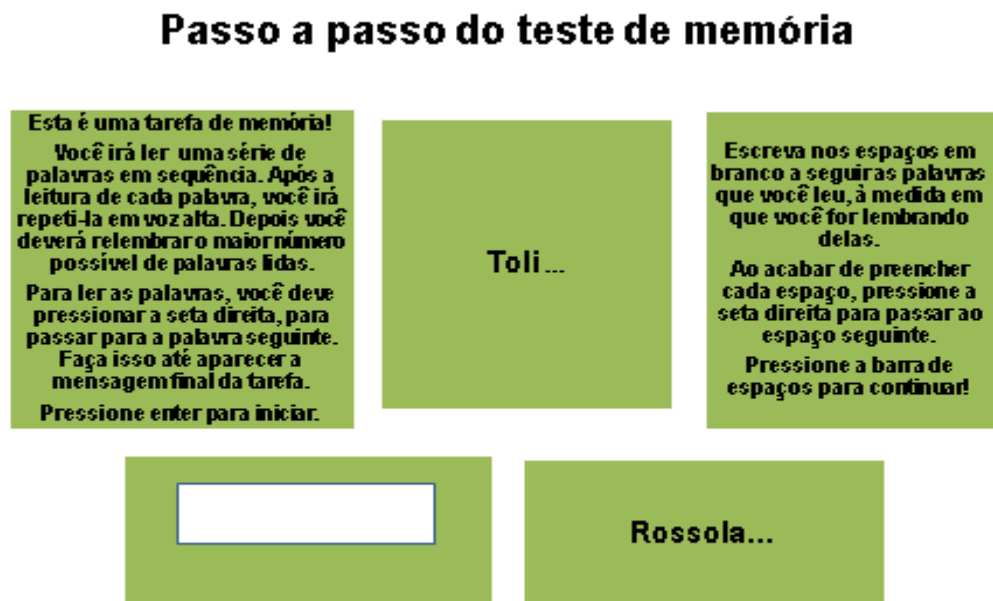 Passo a passo do teste de memória
Esta é uma tarefa de memória!
Você irá ler uma série de
palavras em sequência. Após a
leitura de cada palavra, você irá
repeti-la em voz alta. Depois você
deverá relembrar o maior número
possível de palavras lidas.
Para ler as palavras, você deve
pressionar a seta direita, para
passar para a palavra seguinte.
Faça isso até aparecer a
mensagem final da tarefa.
Pressione enter para iniciar.
Toli...
Escreva nos espaços em
branco a seguir as palavras
que você leu, à medida em
que você for lembrando
delas.
Ao acabar de preencher
cada espaço, pressione a
seta direita para passar ao
espaço seguinte.
Pressione a barra de
espaços para continuar!
Rossola...